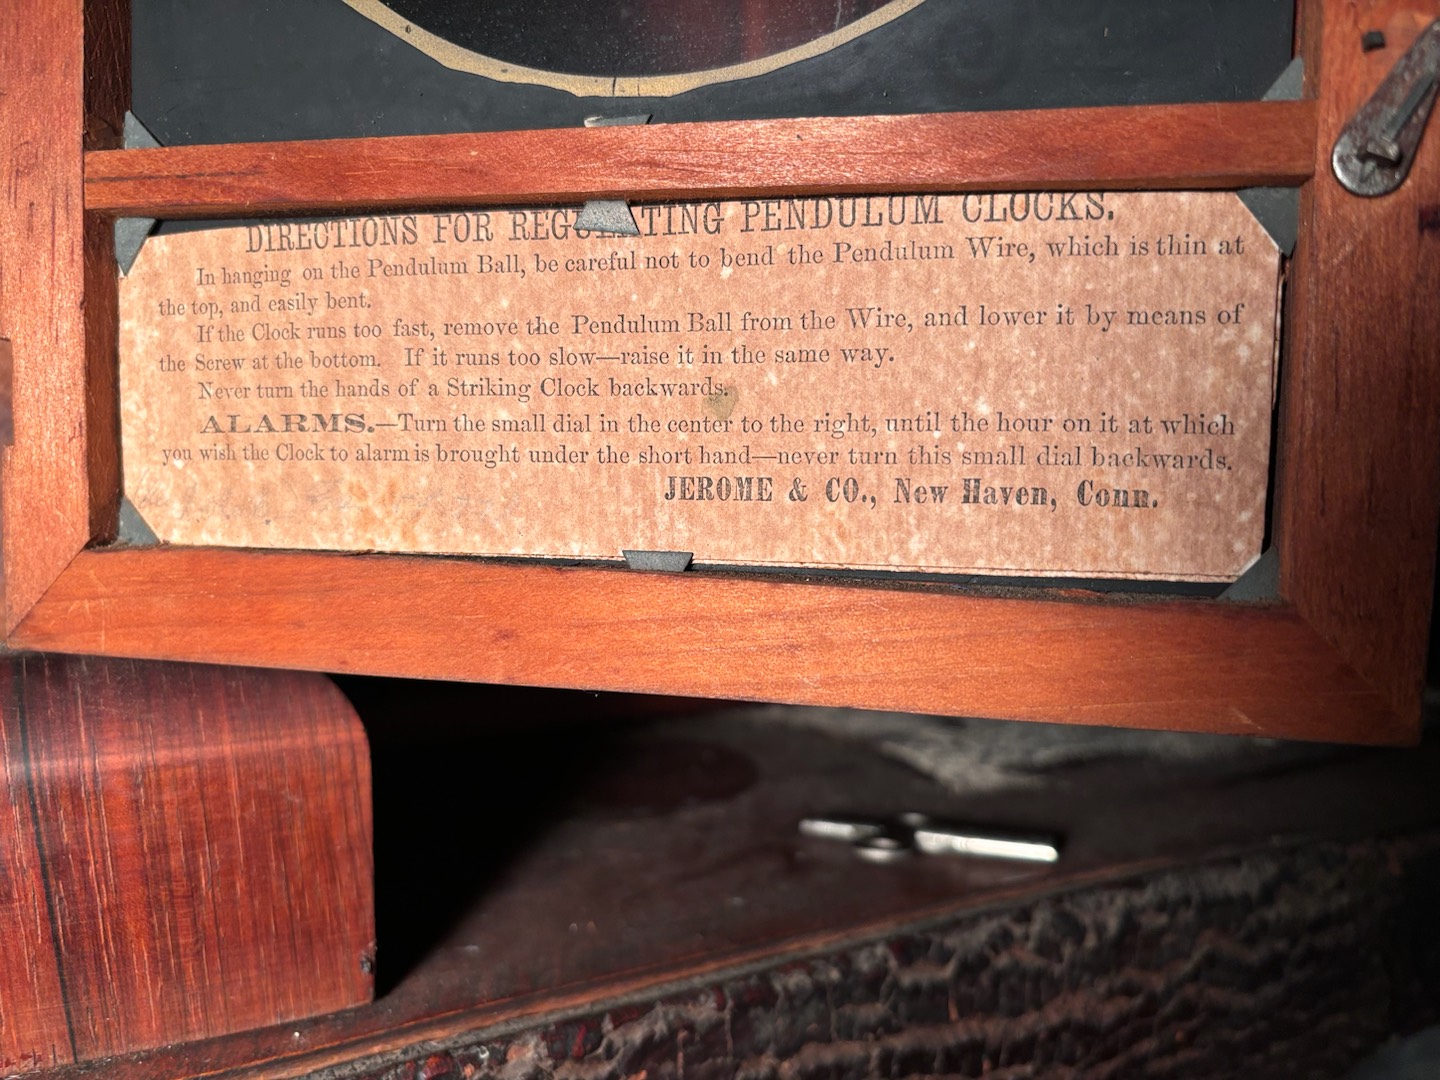 DIRECTIONS FOR REGULATING PENDULUM CLOCKS.
In hanging on the Pendulum Ball, be careful not to bend the Pendulum Wire, which is thin at
the top, and easily bent.
If the Clock runs too fast, remove the Pendulum Ball from the Wire, and lower it by means of
the Screw at the bottom. If it runs too slow—raise it in the same way.
Never turn the hands of a Striking Clock backwards.
ALARMS.—Turn the small dial in the center to the right, until the hour on it at which
you wish the Clock to alarm is brought under the short hand—never turn this small dial backwards.
JEROME & CO., New Haven, Conn.